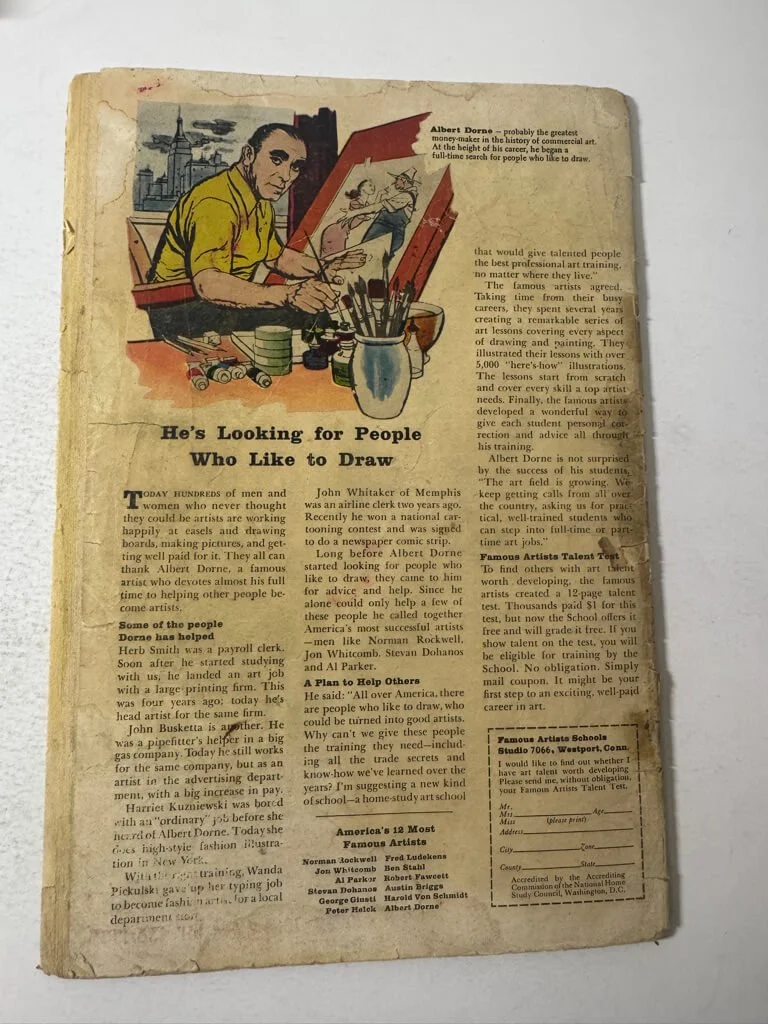 Albert Dorne — probably the greatest
money-maker in the history of commercial art.
At the height of his career, he began a
full-time search for people who like to draw.
He's Looking for People
Who Like to Draw
TODAY HUNDREDS of men and
women who never thought
they could be artists are working
happily at easels and drawing
boards, making pictures, and get-
ting well paid for it. They all can
thank Albert Dorne, a famous
artist who devotes almost his full
time to helping other people be-
come artists.
Some of the people
Dorne has helped
Herb Smith was a payroll clerk.
Soon after he started studying
with us, he landed an art job
with a large printing firm. This
was four years ago; today he's
head artist for the same firm.
John Busketta is another. He
was a pipefitter's helper in a big
gas company. Today he still works
for the same company, but as an
artist in the advertising depart-
ment, with a big increase in pay.
Harriet Kuzniewski was bored
with an "ordinary" job before she
heard of Albert Dorne. Today she
does high-style fashion illustra-
tion in New York.
With the right training, Wanda
Piekulski gave up her typing job
to become fashion artist for a local
department store.
John Whitaker of Memphis
was an airline clerk two years ago.
Recently he won a national car-
tooning contest and was signed
to do a newspaper comic strip.
Long before Albert Dorne
started looking for people who
like to draw, they came to him
for advice and help. Since he
alone could only help a few of
these people he called together
America's most successful artists
—men like Norman Rockwell,
Jon Whitcomb, Stevan Dohanos
and Al Parker.
A Plan to Help Others
He said: "All over America, there
are people who like to draw, who
could be turned into good artists.
Why can't we give these people
the training they need—includ-
ing all the trade secrets and
know-how we've learned over the
years? I'm suggesting a new kind
of school—a home-study art school
America's 12 Most
Famous Artists
Norman Rockwell Fred Ludekens
Jon Whitcomb Ben Stahl
Al Parker Robert Fawcett
Stevan Dohanos Austin Briggs
George Giusti Harold Von Schmidt
Peter Helck Albert Dorne
that would give talented people
the best professional art training,
no matter where they live."
The famous artists agreed.
Taking time from their busy
careers, they spent several years
creating a remarkable series of
art lessons covering every aspect
of drawing and painting. They
illustrated their lessons with over
5,000 "here's-how" illustrations.
The lessons start from scratch
and cover every skill a top artist
needs. Finally, the famous artists
developed a wonderful way to
give each student personal cor-
rection and advice all through
his training.
Albert Dorne is not surprised
by the success of his students.
"The art field is growing. We
keep getting calls from all over
the country, asking us for prac-
tical, well-trained students who
can step into full-time or part-
time art jobs."
Famous Artists Talent Test
To find others with art talent
worth developing, the famous
artists created a 12-page talent
test. Thousands paid $1 for this
test, but now the School offers it
free and will grade it free. If you
show talent on the test, you will
be eligible for training by the
School. No obligation. Simply
mail coupon. It might be your
first step to an exciting, well-paid
career in art.
Famous Artists Schools
Studio 7066, Westport, Conn.
I would like to find out whether I
have art talent worth developing
Please send me, without obligation,
your Famous Artists Talent Test.
Mr.
Mrs. Age
Miss (please print)
Address
City Zone
County State
Accredited by the Accrediting
Commission of the National Home
Study Council, Washington, D.C.